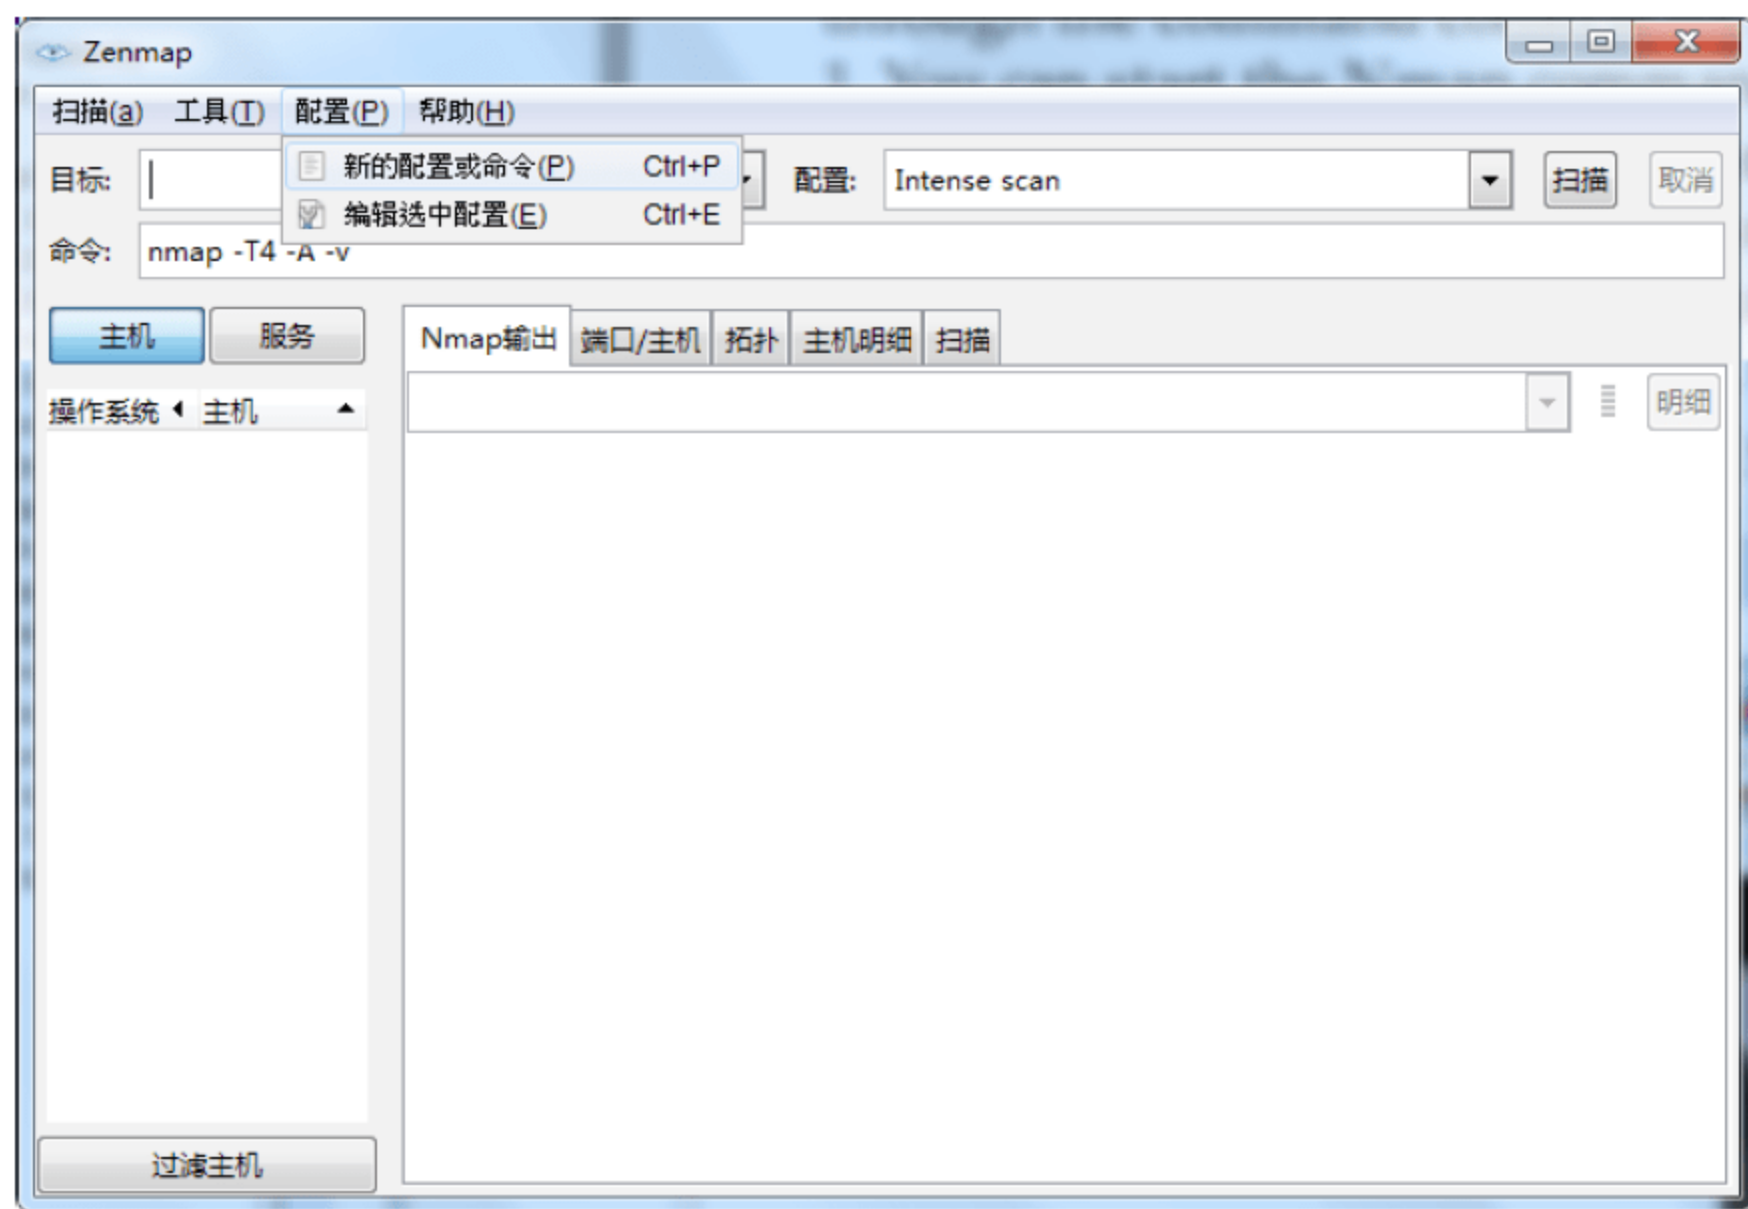 Zenmap
扫描(a) 工具(T) 配置(P) 帮助(H)
新的配置或命令(P) Ctrl+P
编辑选中配置(E) Ctrl+E
目标: 配置: Intense scan 扫描 取消
命令: nmap -T4 -A -v
主机 服务 Nmap输出 端口/主机 拓扑 主机明细 扫描
操作系统 主机 明细
过滤主机